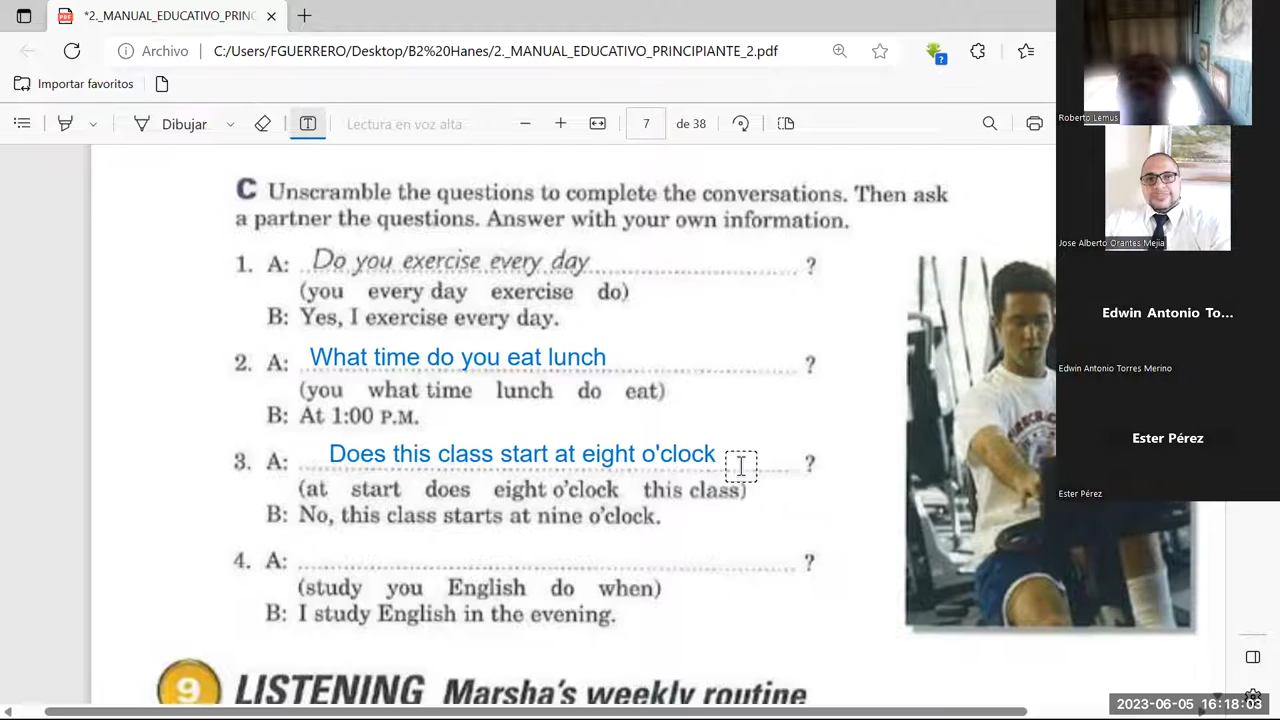 *2._MANUAL_EDUCATIVO_PRINC
Archivo
C:/Users/FGUERRERO/Desktop/B2%20Hanes/2._MANUAL_EDUCATIVO_PRINCIPIANTE_2.pdf
Importar favoritos
Dibujar
Lectura en voz alta
7
de 38
C Unscramble the questions to complete the conversations. Then ask
a partner the questions. Answer with your own information.
1. A: Do you exercise every day ?
(you every day exercise do)
B: Yes, I exercise every day.
2. A: What time do you eat lunch ?
(you what time lunch do eat)
B: At 1:00 P.M.
3. A: Does this class start at eight o'clock ?
(at start does eight o'clock this class)
B: No, this class starts at nine o'clock.
4. A: ?
(study you English do when)
B: I study English in the evening.
9 LISTENING Marsha's weekly routine
Roberto Lemus
Jose Alberto Orantes Mejia
Edwin Antonio To...
Edwin Antonio Torres Merino
Ester Pérez
Ester Pérez
2023-06-05 16:18:03